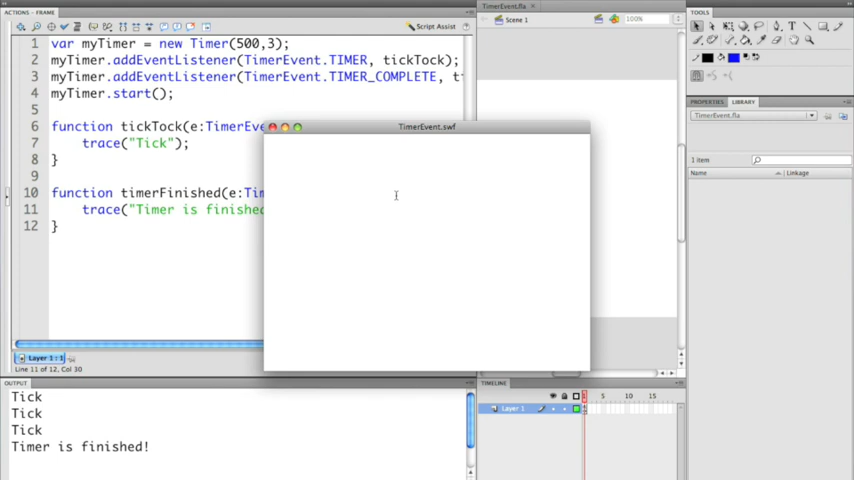 ACTIONS - FRAME
Script Assist
1 var myTimer = new Timer(500,3);
2 myTimer.addEventListener(TimerEvent.TIMER, tickTock);
3 myTimer.addEventListener(TimerEvent.TIMER_COMPLETE, t
4 myTimer.start();
5
6 function tickTock(e:TimerEve
7 trace("Tick");
8 }
9
10 function timerFinished(e:Tim
11 trace("Timer is finished
12 }
Layer 1 : 1
Line 11 of 12, Col 30
TimerEvent.fla
Scene 1
100%
TimerEvent.swf
TOOLS
PROPERTIES LIBRARY
TimerEvent.fla
1 item
Name Linkage
OUTPUT
Tick
Tick
Tick
Timer is finished!
TIMELINE
1 5 10 15
Layer 1